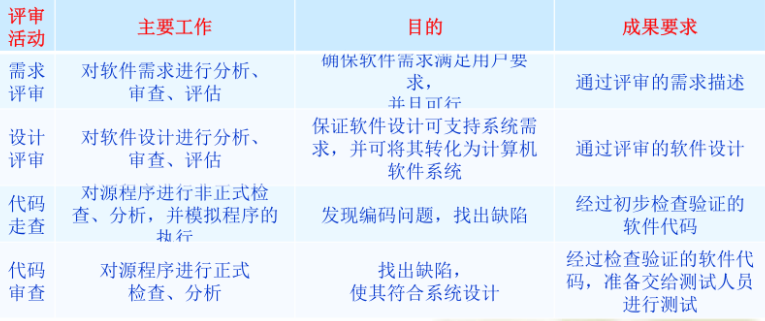 评审
活动
主要工作
目的
成果要求
需求
评审
对软件需求进行分析、
审查、评估
确保软件需求满足用户要
求,
并且可行
通过评审的需求描述
设计
评审
对软件设计进行分析、
审查、评估
保证软件设计可支持系统需
求，并可将其转化为计算机
软件系统
通过评审的软件设计
代码
走查
对源程序进行非正式检
查、分析，并模拟程序的
执行
发现编码问题，找出缺陷
经过初步检查验证的
软件代码
代码
审查
对源程序进行正式
检查、分析
找出缺陷，
使其符合系统设计
经过检查验证的软件代
码，准备交给测试人员
进行测试